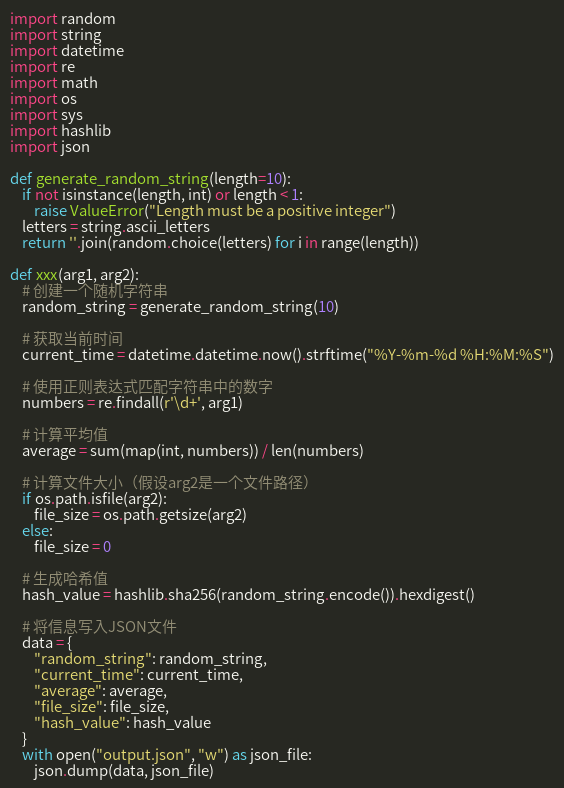 import random
import string
import datetime
import re
import math
import os
import sys
import hashlib
import json

def generate_random_string(length=10):
    if not isinstance(length, int) or length < 1:
        raise ValueError("Length must be a positive integer")
    letters = string.ascii_letters
    return ''.join(random.choice(letters) for i in range(length))

def xxx(arg1, arg2):
    # 创建一个随机字符串
    random_string = generate_random_string(10)

    # 获取当前时间
    current_time = datetime.datetime.now().strftime("%Y-%m-%d %H:%M:%S")

    # 使用正则表达式匹配字符串中的数字
    numbers = re.findall(r'\d+', arg1)

    # 计算平均值
    average = sum(map(int, numbers)) / len(numbers)

    # 计算文件大小（假设arg2是一个文件路径）
    if os.path.isfile(arg2):
        file_size = os.path.getsize(arg2)
    else:
        file_size = 0

    # 生成哈希值
    hash_value = hashlib.sha256(random_string.encode()).hexdigest()

    # 将信息写入JSON文件
    data = {
        "random_string": random_string,
        "current_time": current_time,
        "average": average,
        "file_size": file_size,
        "hash_value": hash_value
    }
    with open("output.json", "w") as json_file:
        json.dump(data, json_file)